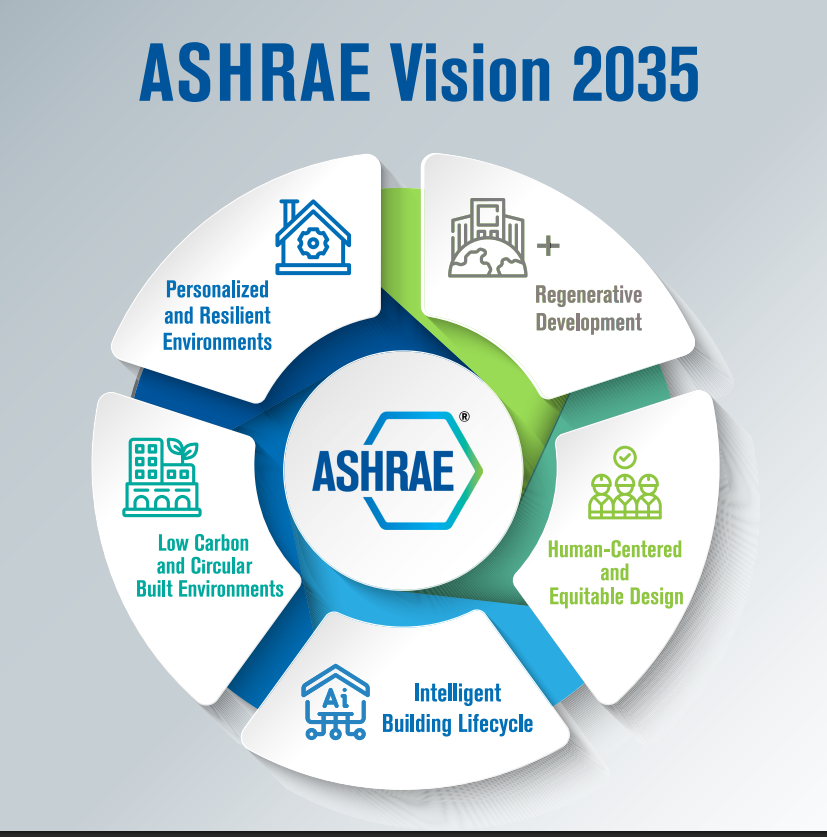 ASHRAE Vision 2035
Personalized
and Resilient
Environments
+
Regenerative
Development
ASHRAE®
Low Carbon
and Circular
Built Environments
Human-Centered
and
Equitable Design
Ai
Intelligent
Building Lifecycle